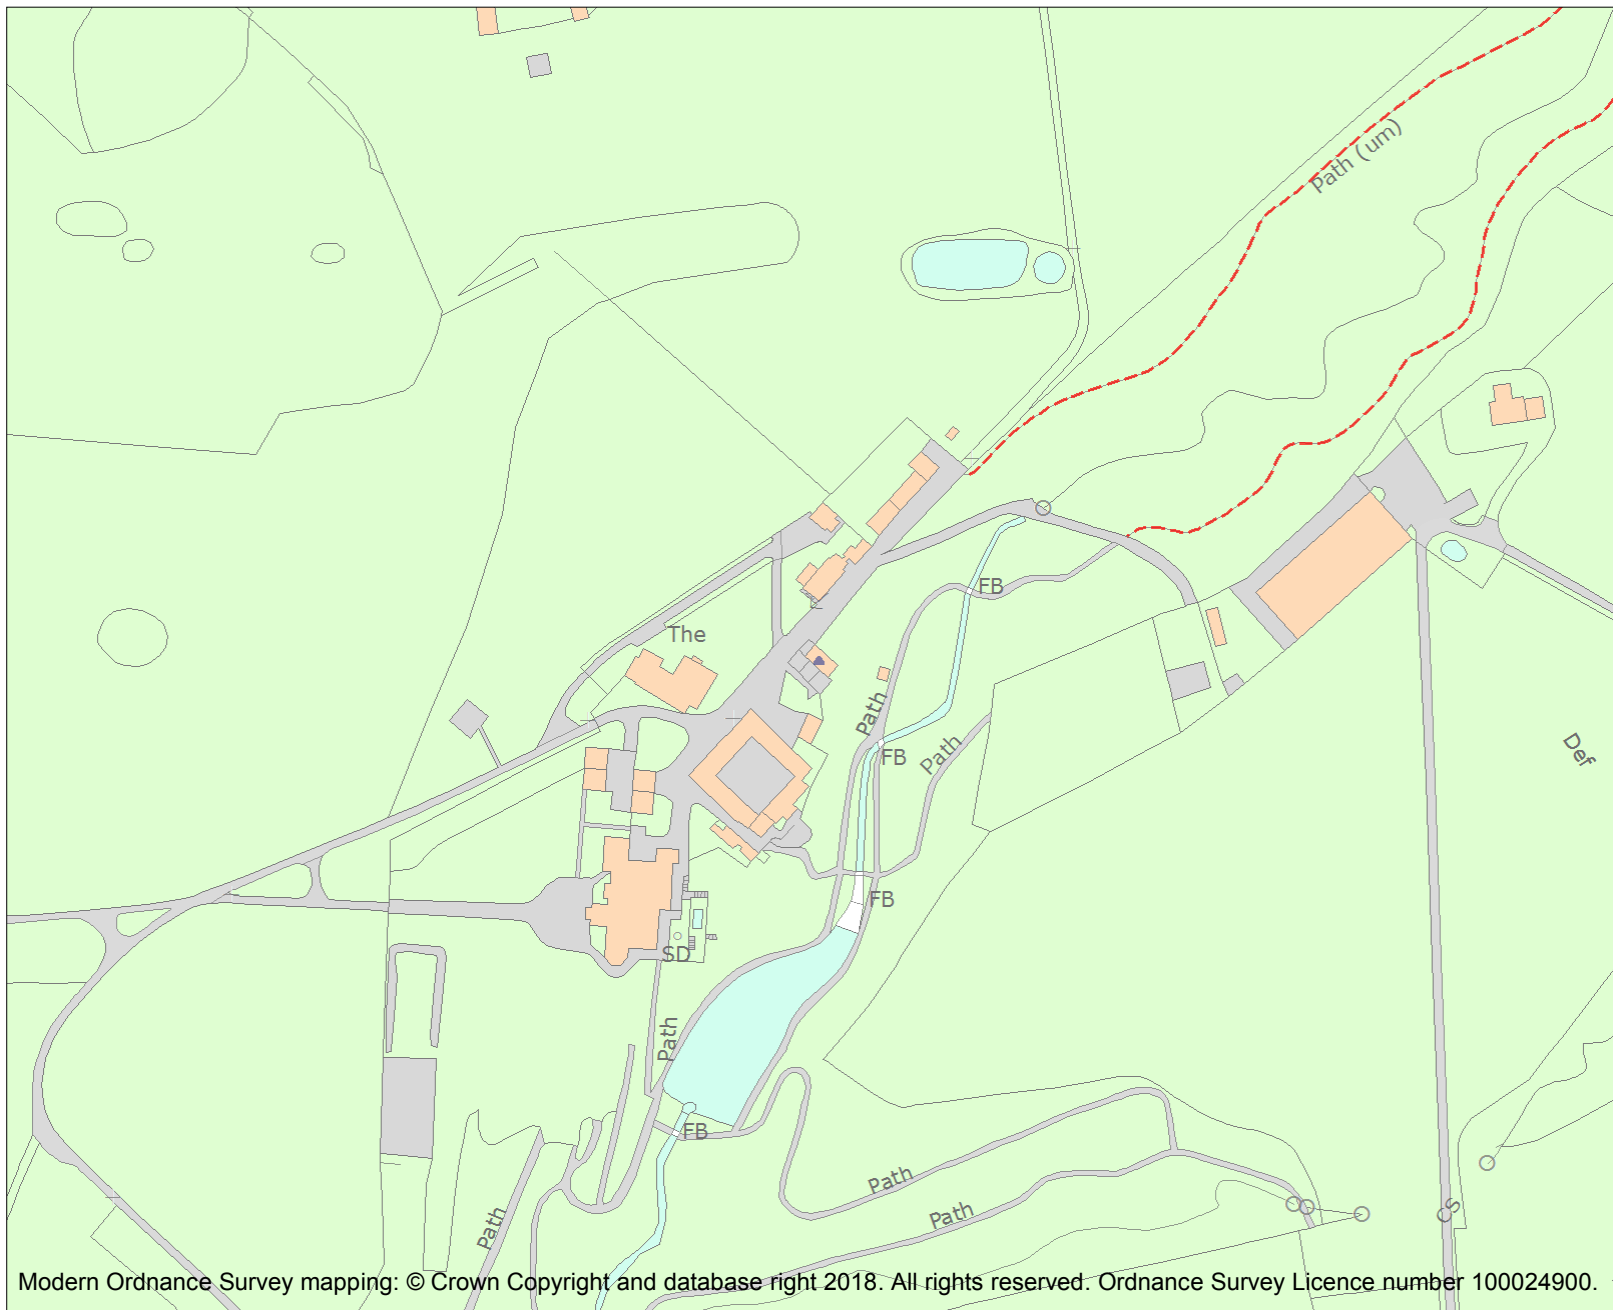 Path (um)
FB
The
Path
Def
FB
Path
FB
SD
Path
FB
Path
Path
Path
CS
Modern Ordnance Survey mapping: © Crown Copyright and database right 2018. All rights reserved. Ordnance Survey Licence number 100024900.